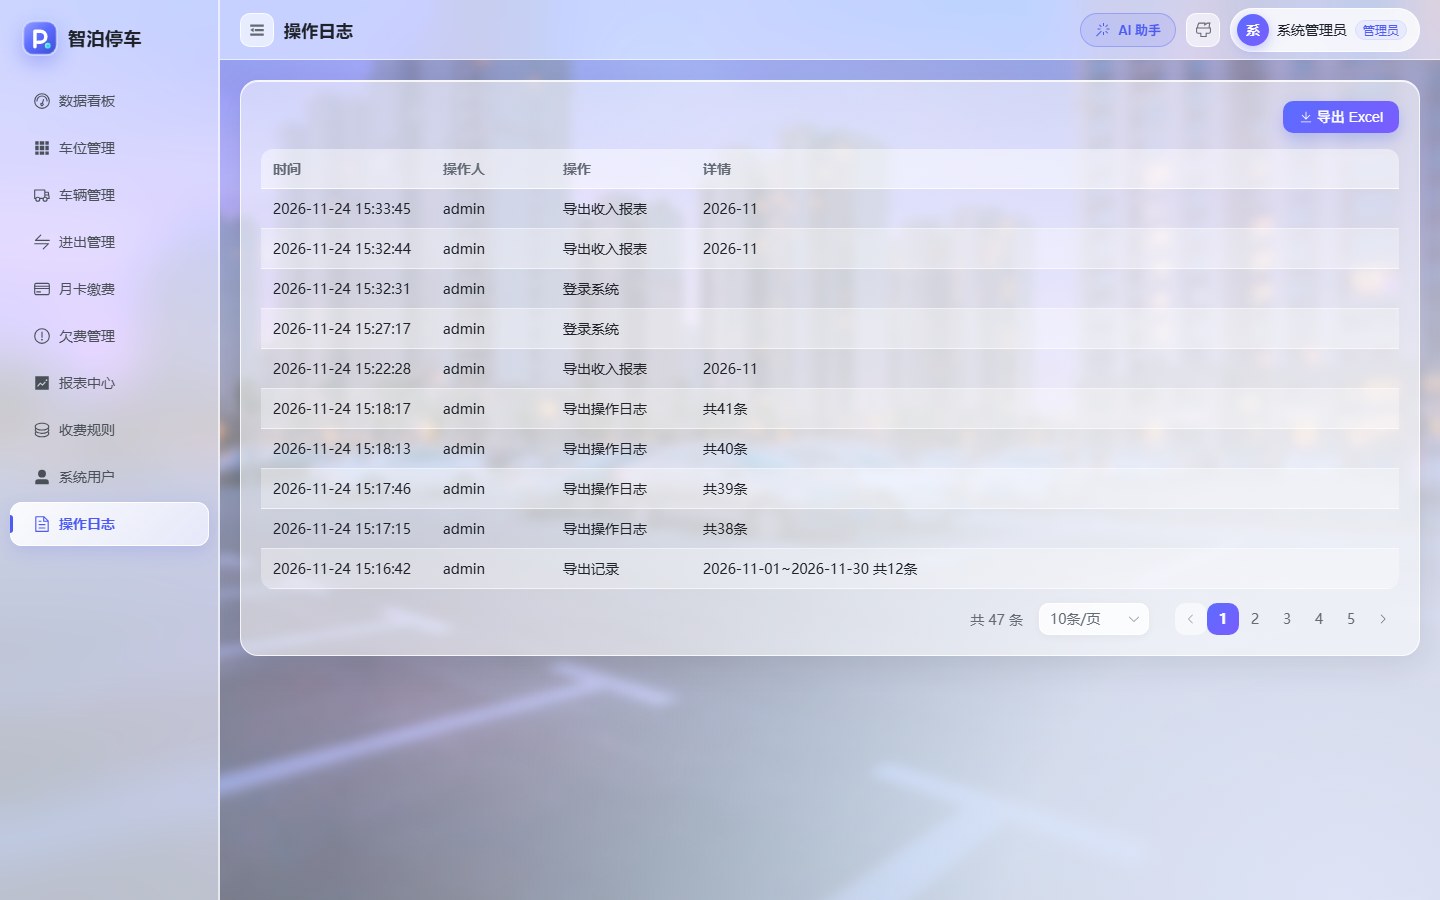 智泊停车
数据看板
车位管理
车辆管理
进出管理
月卡缴费
欠费管理
报表中心
收费规则
系统用户
操作日志
操作日志
AI 助手
系 系统管理员 管理员
导出 Excel
时间 操作人 操作 详情
2026-11-24 15:33:45 admin 导出收入报表 2026-11
2026-11-24 15:32:44 admin 导出收入报表 2026-11
2026-11-24 15:32:31 admin 登录系统
2026-11-24 15:27:17 admin 登录系统
2026-11-24 15:22:28 admin 导出收入报表 2026-11
2026-11-24 15:18:17 admin 导出操作日志 共41条
2026-11-24 15:18:13 admin 导出操作日志 共40条
2026-11-24 15:17:46 admin 导出操作日志 共39条
2026-11-24 15:17:15 admin 导出操作日志 共38条
2026-11-24 15:16:42 admin 导出记录 2026-11-01~2026-11-30 共12条
共 47 条 10条/页 1 2 3 4 5